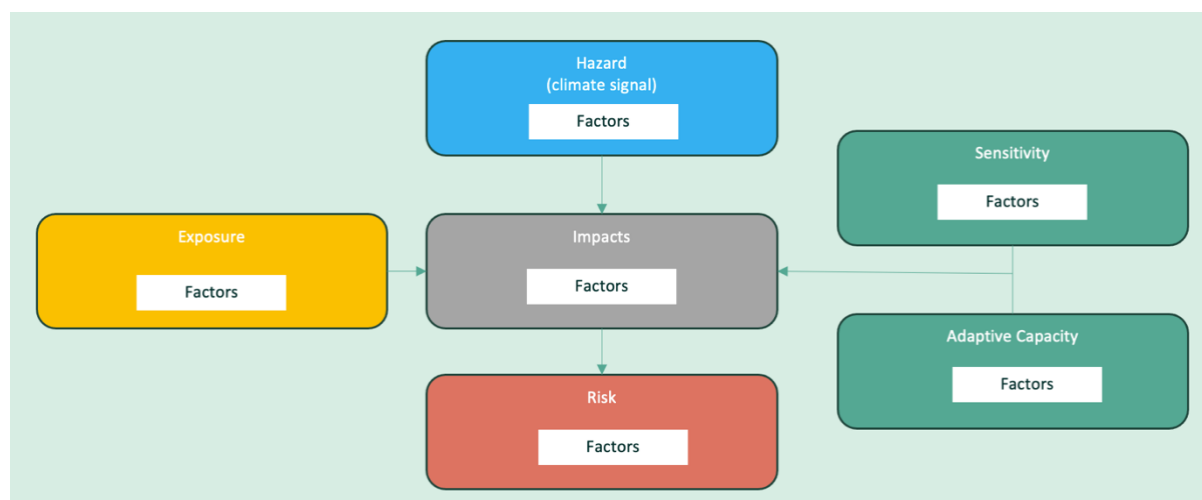 Hazard
(climate signal)
Factors
Sensitivity
Factors
Exposure
Factors
Impacts
Factors
Adaptive Capacity
Factors
Risk
Factors